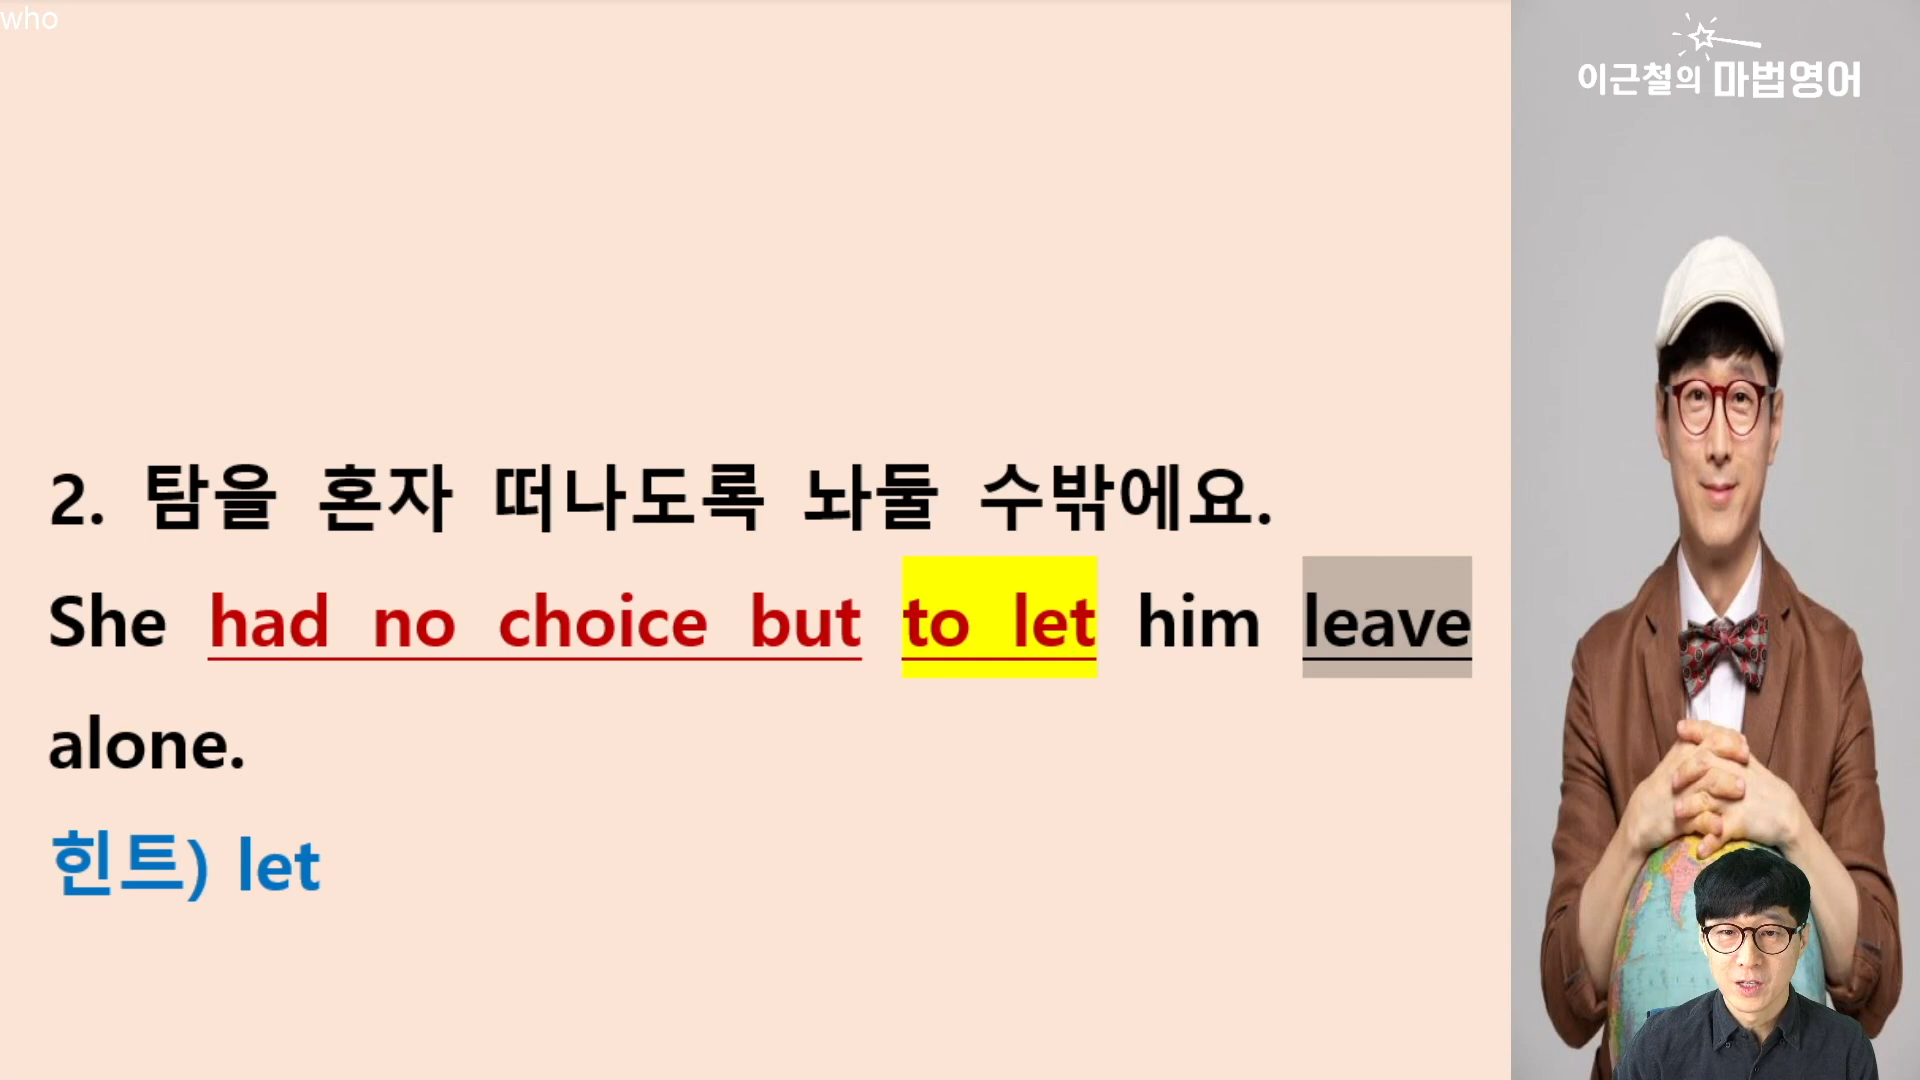 who
이근철의 마법영어
2. 탐을 혼자 떠나도록 놔둘 수밖에요.
She had no choice but to let him leave
alone.
힌트) let